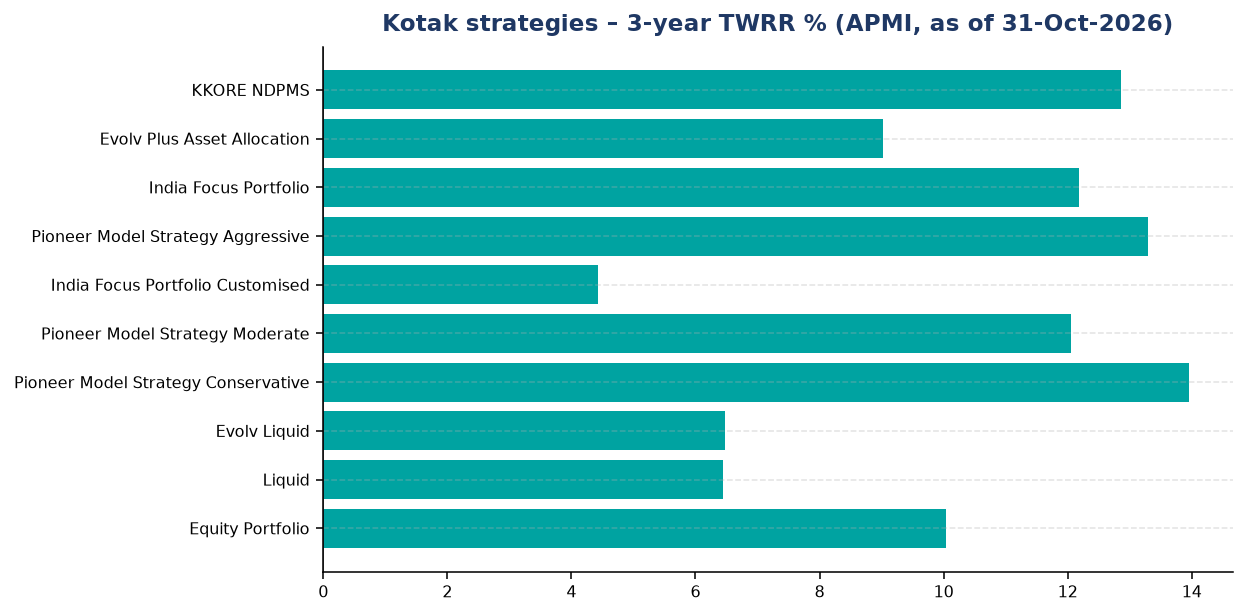 Kotak strategies – 3-year TWRR % (APMI, as of 31-Oct-2026)
KKORE NDPMS
Evolv Plus Asset Allocation
India Focus Portfolio
Pioneer Model Strategy Aggressive
India Focus Portfolio Customised
Pioneer Model Strategy Moderate
Pioneer Model Strategy Conservative
Evolv Liquid
Liquid
Equity Portfolio
0 2 4 6 8 10 12 14